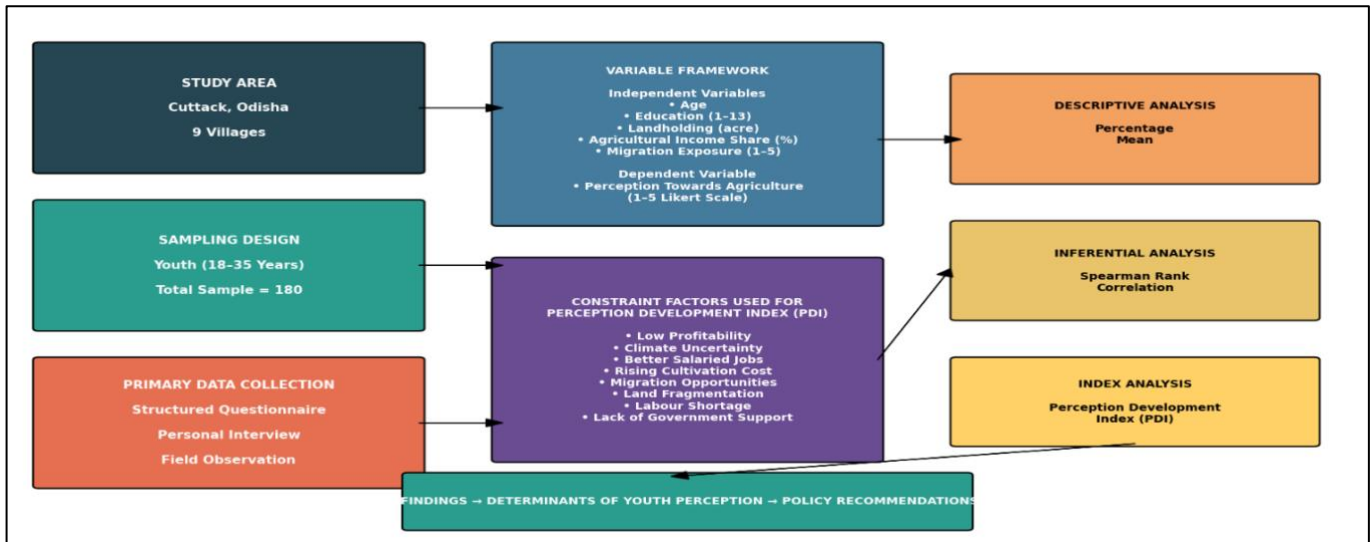 STUDY AREA
Cuttack, Odisha
9 Villages
SAMPLING DESIGN
Youth (18–35 Years)
Total Sample = 180
PRIMARY DATA COLLECTION
Structured Questionnaire
Personal Interview
Field Observation
VARIABLE FRAMEWORK
Independent Variables
• Age
• Education (1–13)
• Landholding (acre)
• Agricultural Income Share (%)
• Migration Exposure (1–5)
Dependent Variable
• Perception Towards Agriculture
(1–5 Likert Scale)
CONSTRAINT FACTORS USED FOR
PERCEPTION DEVELOPMENT INDEX (PDI)
• Low Profitability
• Climate Uncertainty
• Better Salaried Jobs
• Rising Cultivation Cost
• Migration Opportunities
• Land Fragmentation
• Labour Shortage
• Lack of Government Support
DESCRIPTIVE ANALYSIS
Percentage
Mean
INFERENTIAL ANALYSIS
Spearman Rank
Correlation
INDEX ANALYSIS
Perception Development
Index (PDI)
FINDINGS → DETERMINANTS OF YOUTH PERCEPTION → POLICY RECOMMENDATIONS